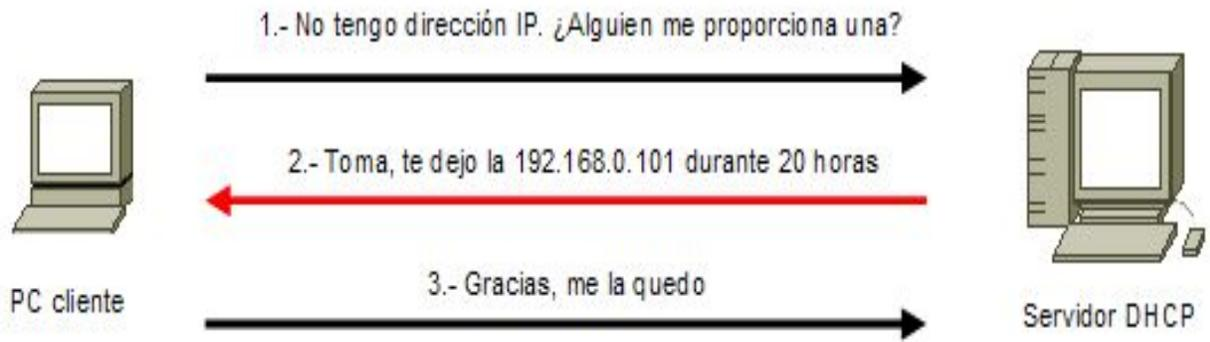 1.- No tengo dirección IP. ¿Alguien me proporciona una?
2.- Toma, te dejo la 192.168.0.101 durante 20 horas
3.- Gracias, me la quedo
PC cliente
Servidor DHCP